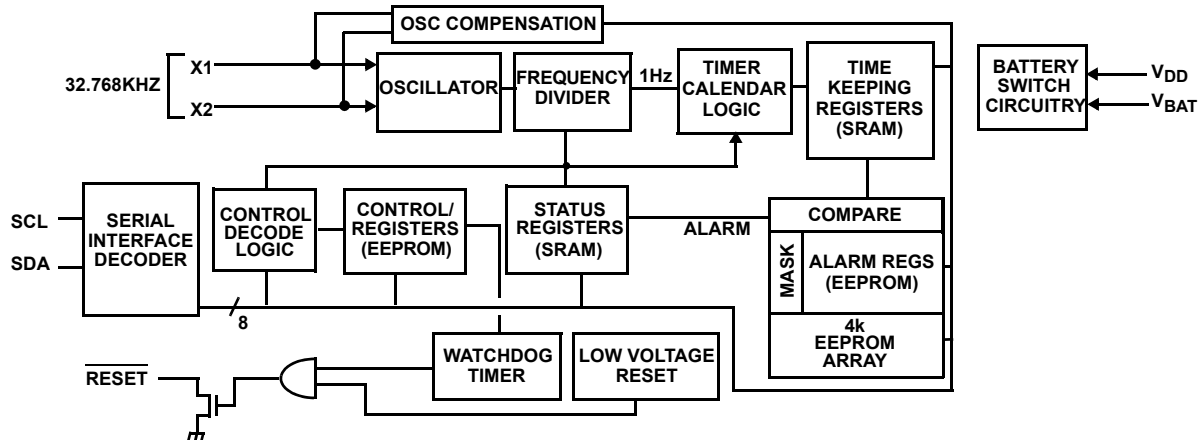 OSC COMPENSATION
32.768KHZ
X1
X2
OSCILLATOR
FREQUENCY
DIVIDER
1Hz
TIMER
CALENDAR
LOGIC
TIME
KEEPING
REGISTERS
(SRAM)
BATTERY
SWITCH
CIRCUITRY
VDD
VBAT
SCL
SDA
SERIAL
INTERFACE
DECODER
CONTROL
DECODE
LOGIC
CONTROL/
REGISTERS
(EEPROM)
STATUS
REGISTERS
(SRAM)
ALARM
COMPARE
MASK
ALARM REGS
(EEPROM)
4k
EEPROM
ARRAY
8
WATCHDOG
TIMER
LOW VOLTAGE
RESET
RESET